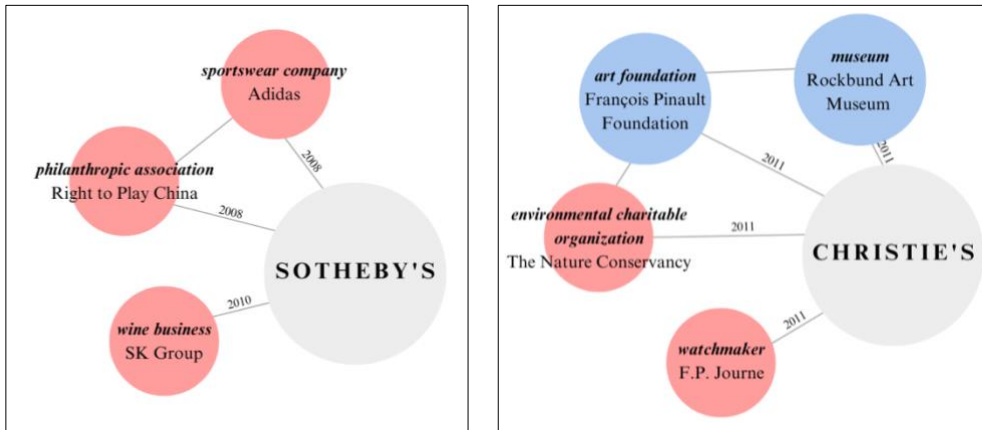 sportswear company
Adidas
2008
philanthropic association
Right to Play China
2008
SOTHEBY'S
2010
wine business
SK Group
museum
Rockbund Art
Museum
art foundation
François Pinault
Foundation
2011
2011
environmental charitable
organization
The Nature Conservancy
2011
CHRISTIE'S
2011
watchmaker
F.P. Journe